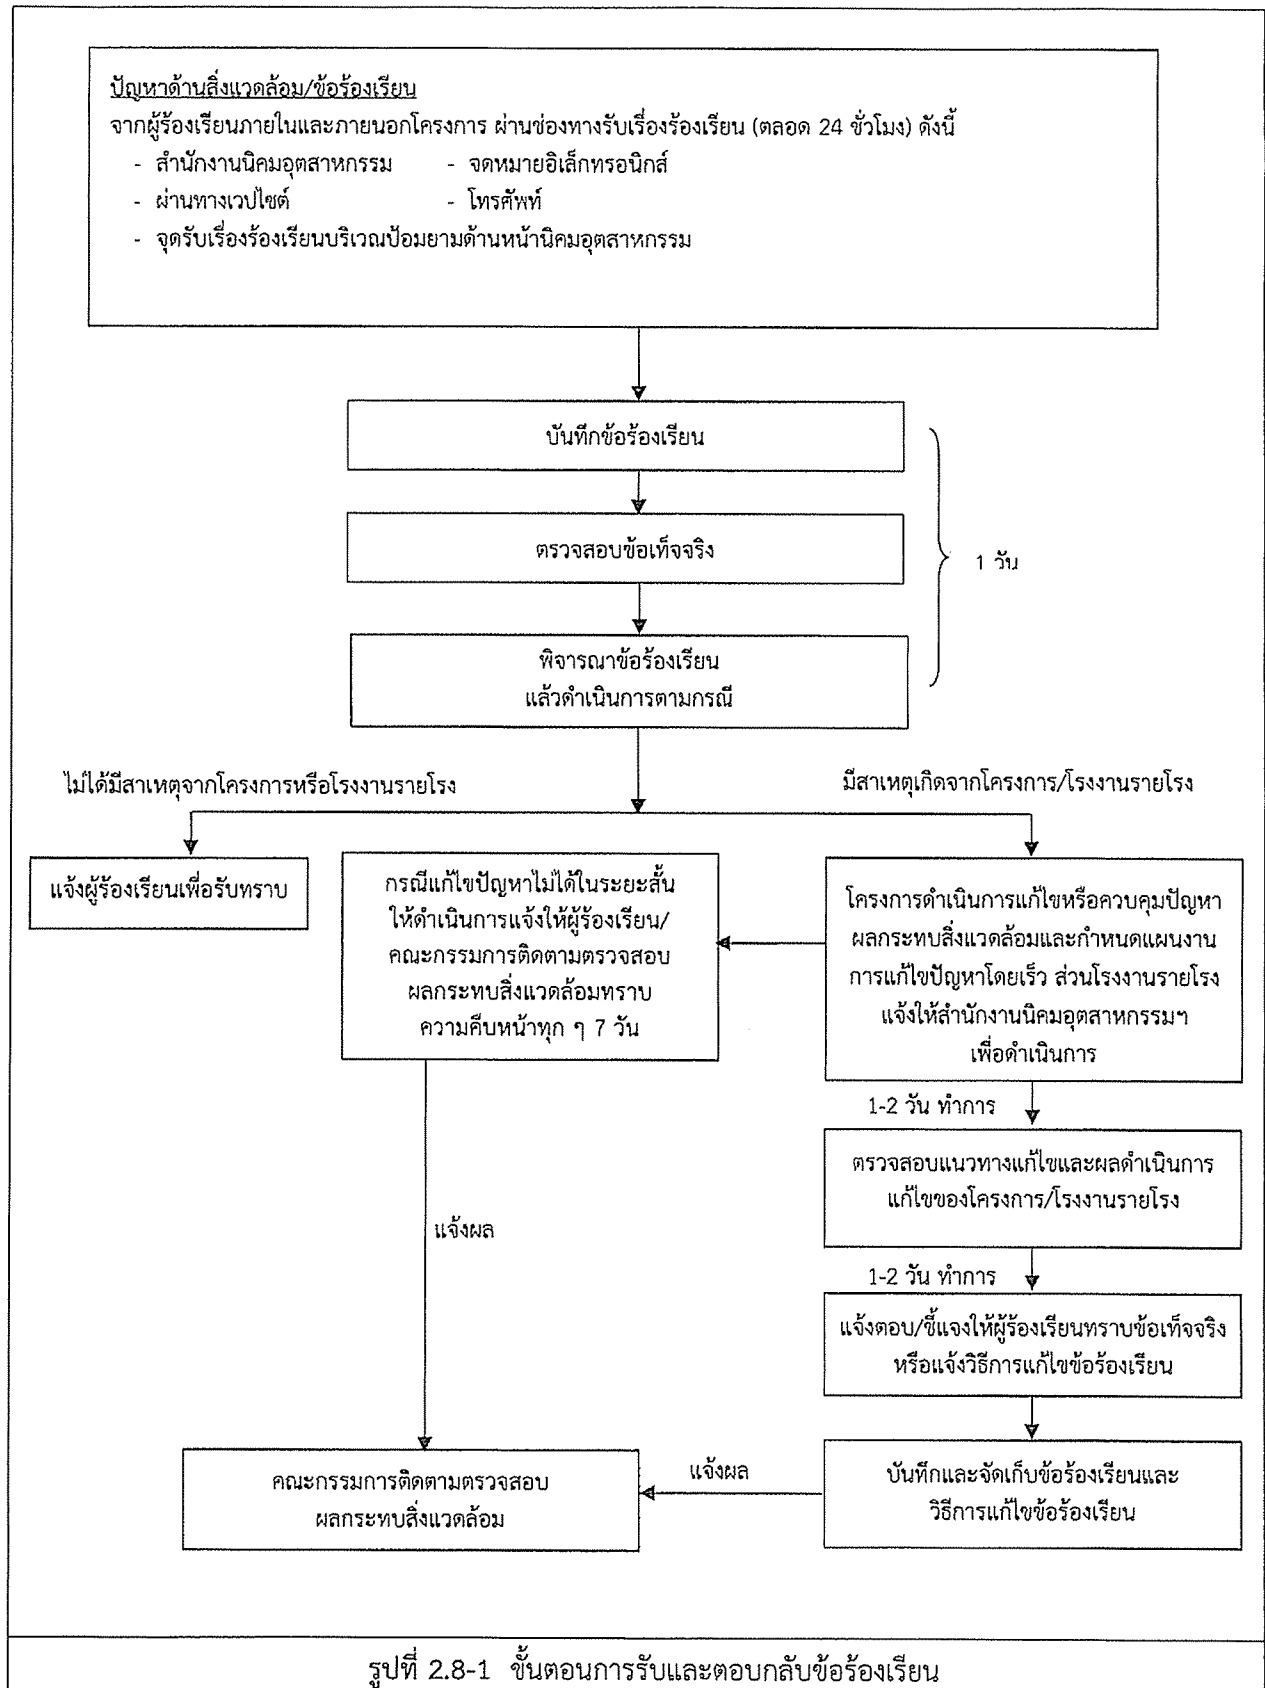 ปัญหาด้านสิ่งแวดล้อม/ข้อร้องเรียน
จากผู้ร้องเรียนภายในและภายนอกโครงการ ผ่านช่องทางรับเรื่องร้องเรียน (ตลอด 24 ชั่วโมง) ดังนี้
- สำนักงานนิคมอุตสาหกรรม - จดหมายอิเล็กทรอนิกส์
- ผ่านทางเวปไซต์ - โทรศัพท์
- จุดรับเรื่องร้องเรียนบริเวณป้อมยามด้านหน้านิคมอุตสาหกรรม
บันทึกข้อร้องเรียน
ตรวจสอบข้อเท็จจริง
1 วัน
พิจารณาข้อร้องเรียน
แล้วดำเนินการตามกรณี
ไม่ได้มีสาเหตุจากโครงการหรือโรงงานรายโรง
มีสาเหตุเกิดจากโครงการ/โรงงานรายโรง
แจ้งผู้ร้องเรียนเพื่อรับทราบ
กรณีแก้ไขปัญหาไม่ได้ในระยะสั้น
ให้ดำเนินการแจ้งให้ผู้ร้องเรียน/
คณะกรรมการติดตามตรวจสอบ
ผลกระทบสิ่งแวดล้อมทราบ
ความคืบหน้าทุก ๆ 7 วัน
โครงการดำเนินการแก้ไขหรือควบคุมปัญหา
ผลกระทบสิ่งแวดล้อมและกำหนดแผนงาน
การแก้ไขปัญหาโดยเร็ว ส่วนโรงงานรายโรง
แจ้งให้สำนักงานนิคมอุตสาหกรรมฯ
เพื่อดำเนินการ
1-2 วัน ทำการ
ตรวจสอบแนวทางแก้ไขและผลดำเนินการ
แก้ไขของโครงการ/โรงงานรายโรง
แจ้งผล
1-2 วัน ทำการ
แจ้งตอบ/ชี้แจงให้ผู้ร้องเรียนทราบข้อเท็จจริง
หรือแจ้งวิธีการแก้ไขข้อร้องเรียน
คณะกรรมการติดตามตรวจสอบ
ผลกระทบสิ่งแวดล้อม
แจ้งผล
บันทึกและจัดเก็บข้อร้องเรียนและ
วิธีการแก้ไขข้อร้องเรียน
รูปที่ 2.8-1 ขั้นตอนการรับและตอบกลับข้อร้องเรียน